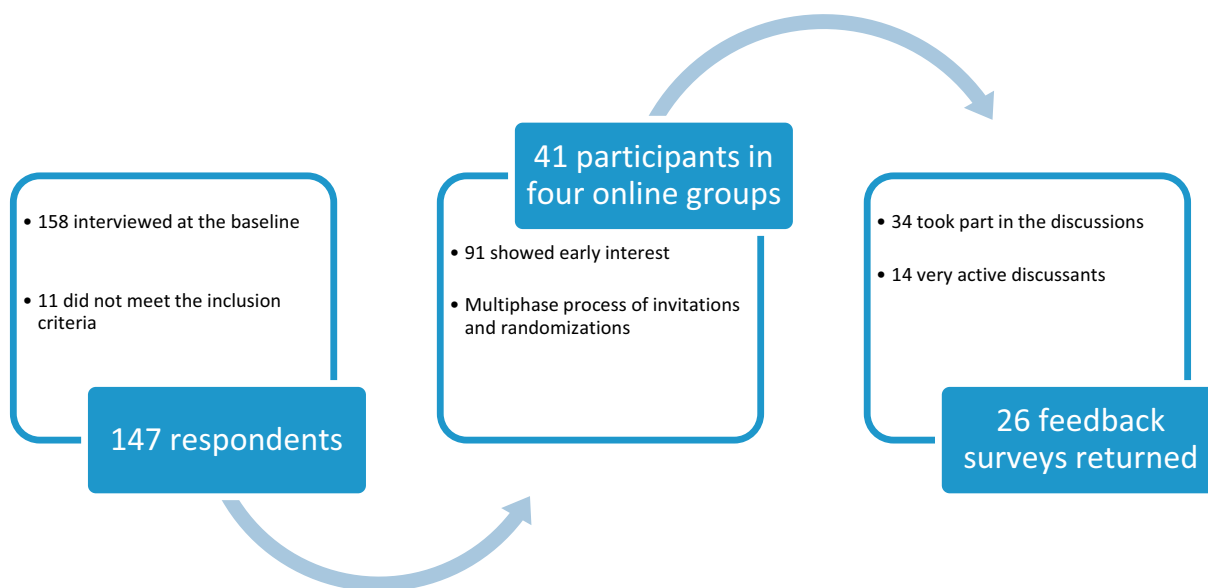 • 158 interviewed at the baseline
• 11 did not meet the inclusion
criteria
147 respondents
41 participants in
four online groups
• 91 showed early interest
• Multiphase process of invitations
and randomizations
• 34 took part in the discussions
• 14 very active discussants
26 feedback
surveys returned